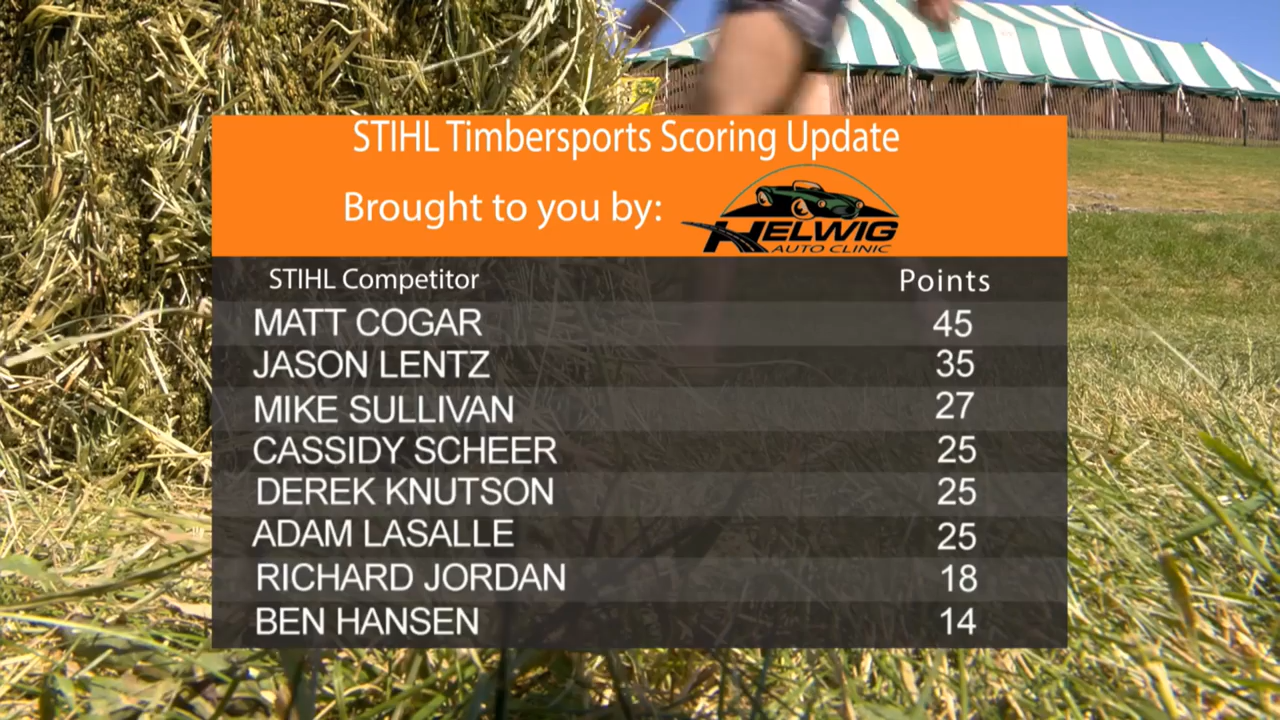 STIHL Timbersports Scoring Update
Brought to you by:
HELWIG
AUTO CLINIC
STIHL Competitor Points
MATT COGAR 45
JASON LENTZ 35
MIKE SULLIVAN 27
CASSIDY SCHEER 25
DEREK KNUTSON 25
ADAM LASALLE 25
RICHARD JORDAN 18
BEN HANSEN 14